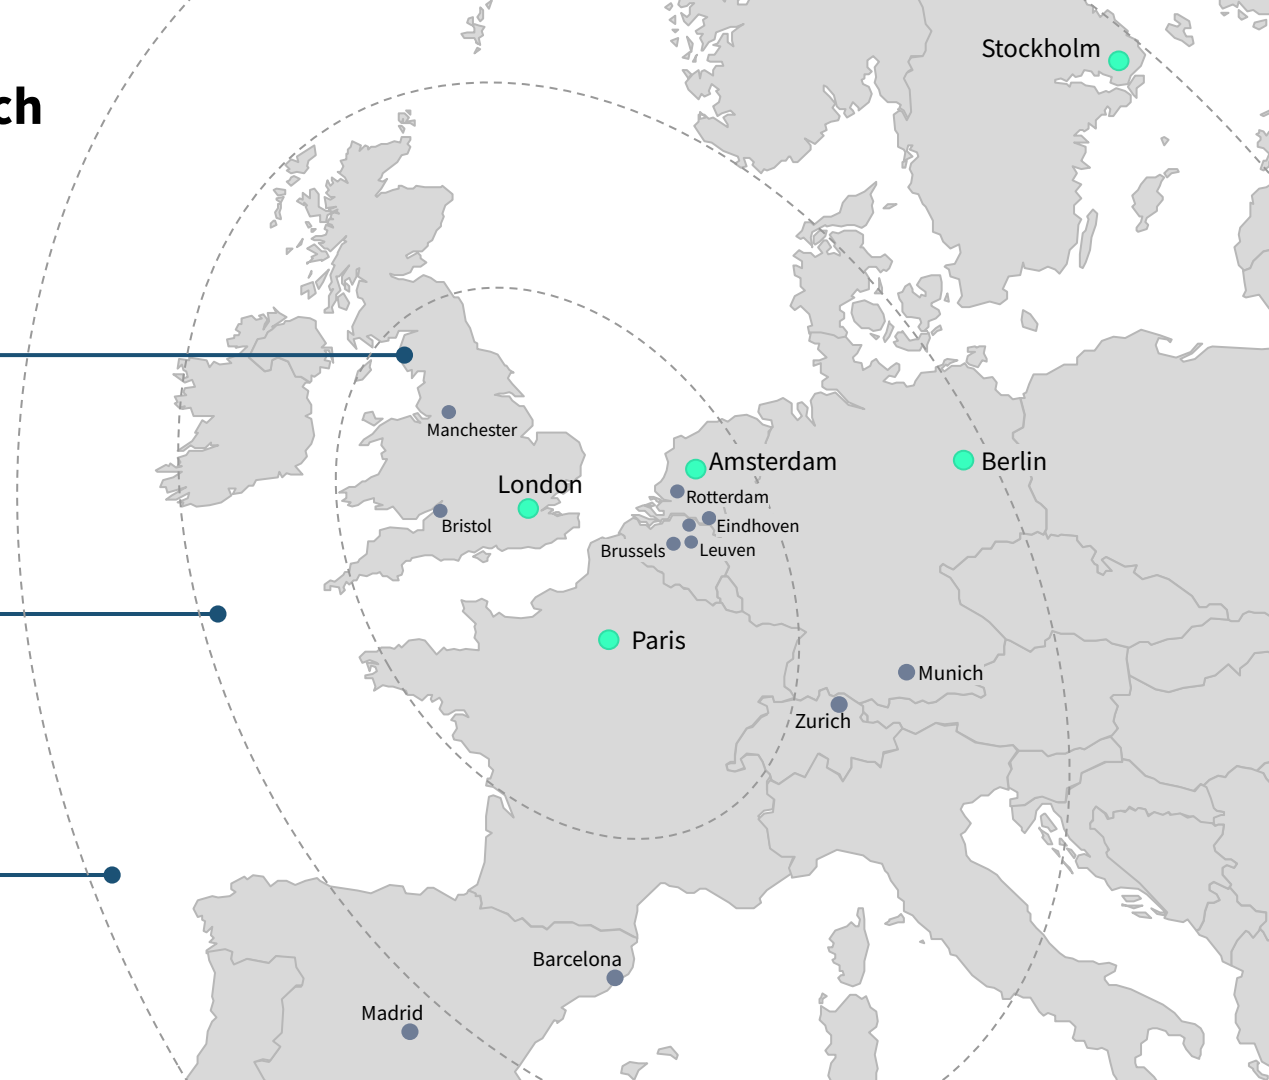 Stockholm
ch
Manchester
Amsterdam
Berlin
London
Rotterdam
Bristol
Eindhoven
Brussels
Leuven
Paris
Munich
Zurich
Barcelona
Madrid